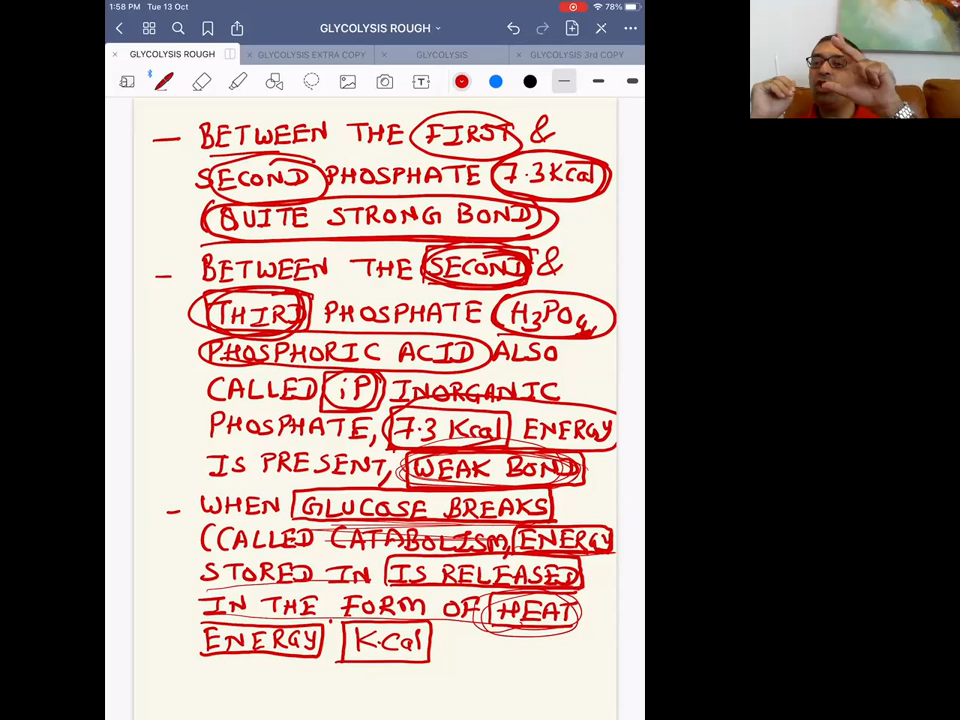 1:58 PM Tue 13 Oct
78%
GLYCOLYSIS ROUGH
GLYCOLYSIS ROUGH
GLYCOLYSIS EXTRA COPY
GLYCOLYSIS
GLYCOLYSIS 3rd COPY
T
— BETWEEN THE FIRST &
SECOND PHOSPHATE 7.3 Kcal
(QUITE STRONG BOND)
— BETWEEN THE SECOND &
THIRD PHOSPHATE H3PO4
PHOSPHORIC ACID ALSO
CALLED iP INORGANIC
PHOSPHATE, 7.3 Kcal ENERGY
IS PRESENT, WEAK BOND
- WHEN GLUCOSE BREAKS
(CALLED CATABOLISM, ENERGY
STORED IN IS RELEASED
IN THE FORM OF HEAT
ENERGY. K.Cal